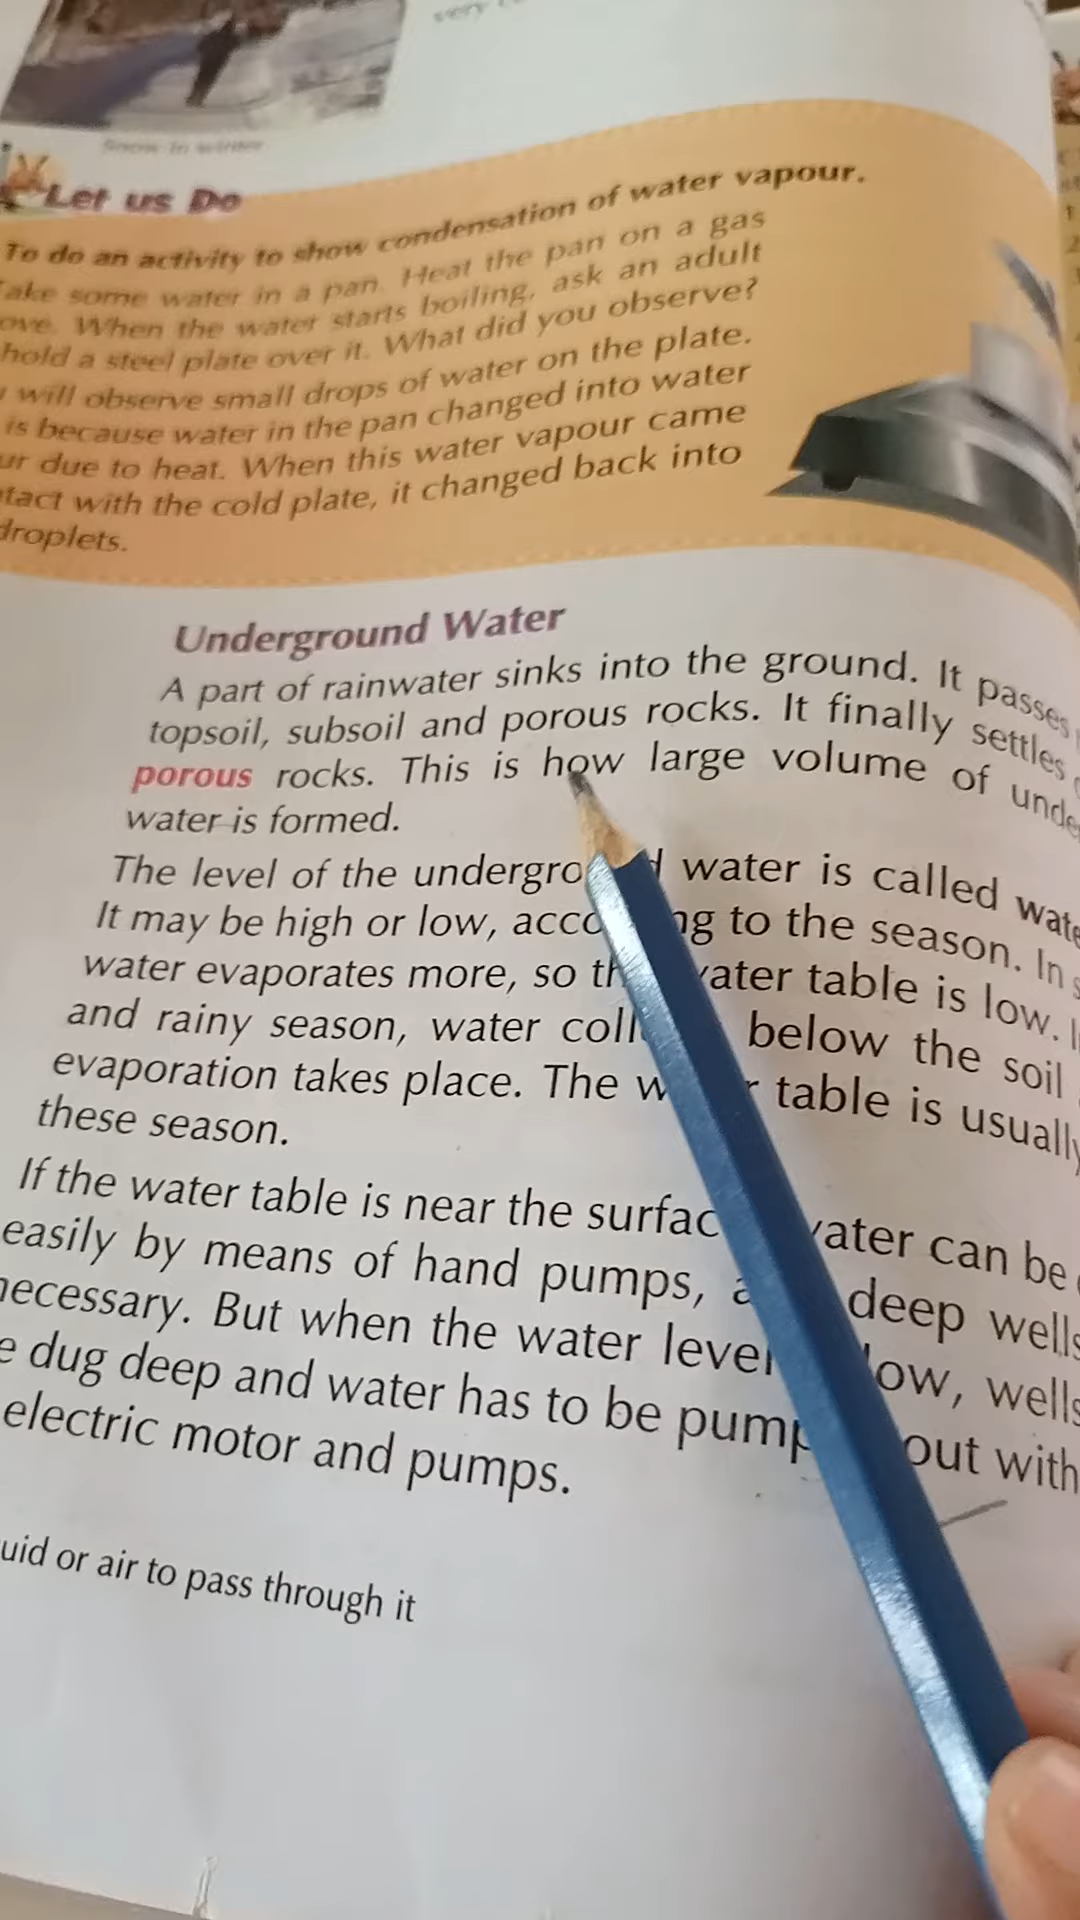 very
Snow in winter
Let us Do
To do an activity to show condensation of water vapour.
ake some water in a pan. Heat the pan on a gas
ove. When the water starts boiling, ask an adult
hold a steel plate over it. What did you observe?
will observe small drops of water on the plate.
is because water in the pan changed into water
ur due to heat. When this water vapour came
tact with the cold plate, it changed back into
droplets.
Underground Water
A part of rainwater sinks into the ground. It passes
topsoil, subsoil and porous rocks. It finally settles
porous rocks. This is how large volume of unde
water is formed.
The level of the undergro d water is called wate
It may be high or low, acco ng to the season. In s
water evaporates more, so th ater table is low. I
and rainy season, water coll below the soil
evaporation takes place. The w r table is usually
these season.
If the water table is near the surfac ater can be
easily by means of hand pumps, a deep wells
necessary. But when the water level low, wells
e dug deep and water has to be pump out with
electric motor and pumps.
uid or air to pass through it